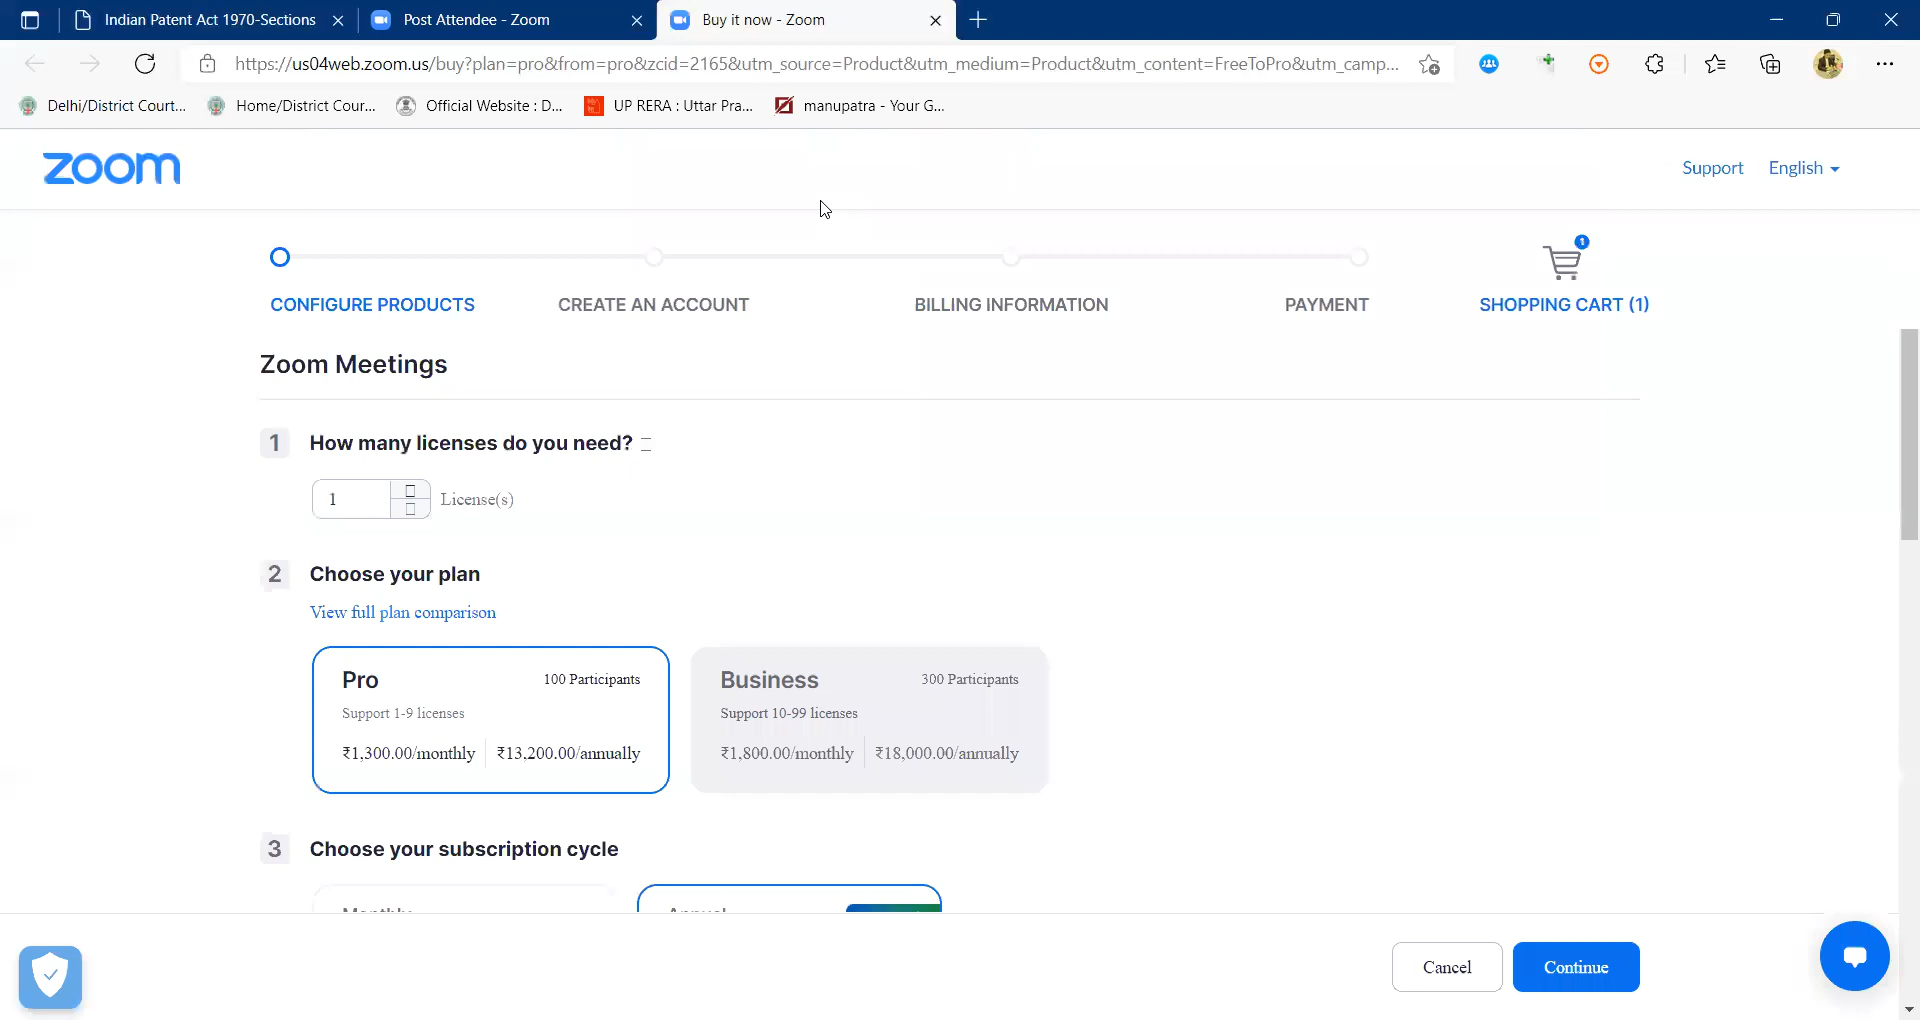 Indian Patent Act 1970-Sections
Post Attendee - Zoom
Buy it now - Zoom
https://us04web.zoom.us/buy?plan=pro&from=pro&zcid=2165&utm_source=Product&utm_medium=Product&utm_content=FreeToPro&utm_camp...
Delhi/District Court...
Home/District Cour...
Official Website : D...
UP RERA : Uttar Pra...
manupatra - Your G...
zoom
Support
English
1
CONFIGURE PRODUCTS
CREATE AN ACCOUNT
BILLING INFORMATION
PAYMENT
SHOPPING CART (1)
Zoom Meetings
1 How many licenses do you need?
1 License(s)
2 Choose your plan
View full plan comparison
Pro 100 Participants
Support 1-9 licenses
₹1,300.00/monthly ₹13,200.00/annually
Business 300 Participants
Support 10-99 licenses
₹1,800.00/monthly ₹18,000.00/annually
3 Choose your subscription cycle
Monthly
Annual
Cancel
Continue